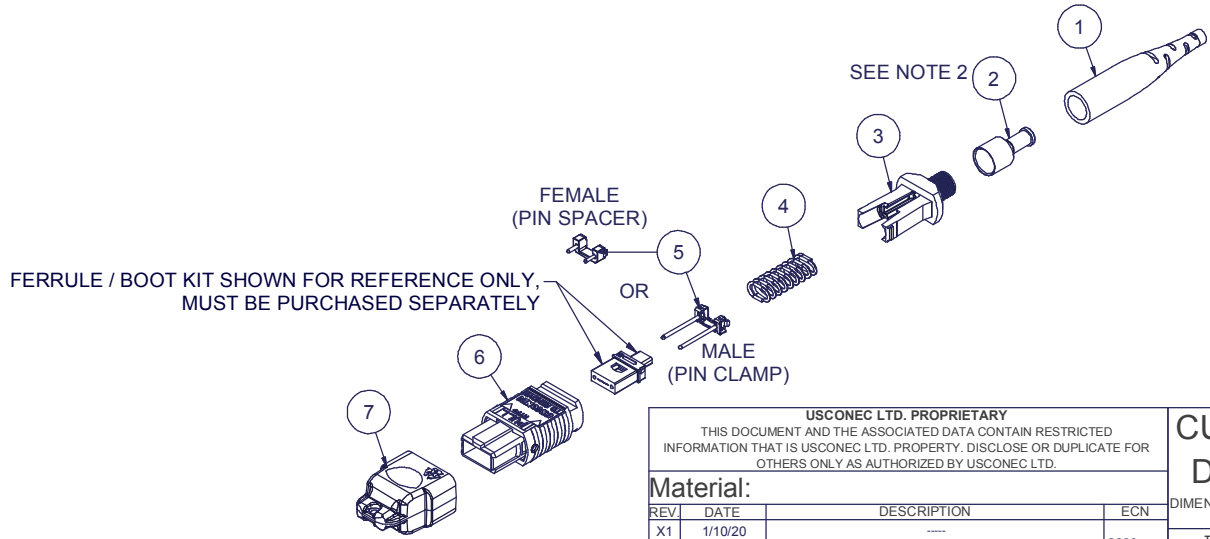 1
SEE NOTE 2
2
3
FEMALE
(PIN SPACER)
4
5
FERRULE / BOOT KIT SHOWN FOR REFERENCE ONLY,
MUST BE PURCHASED SEPARATELY
OR
MALE
(PIN CLAMP)
6
7
USCONEC LTD. PROPRIETARY
THIS DOCUMENT AND THE ASSOCIATED DATA CONTAIN RESTRICTED
INFORMATION THAT IS USCONEC LTD. PROPERTY. DISCLOSE OR DUPLICATE FOR
OTHERS ONLY AS AUTHORIZED BY USCONEC LTD.
Material:
REV. DATE DESCRIPTION ECN
X1 1/10/20 -----
CU
D
DIMEN